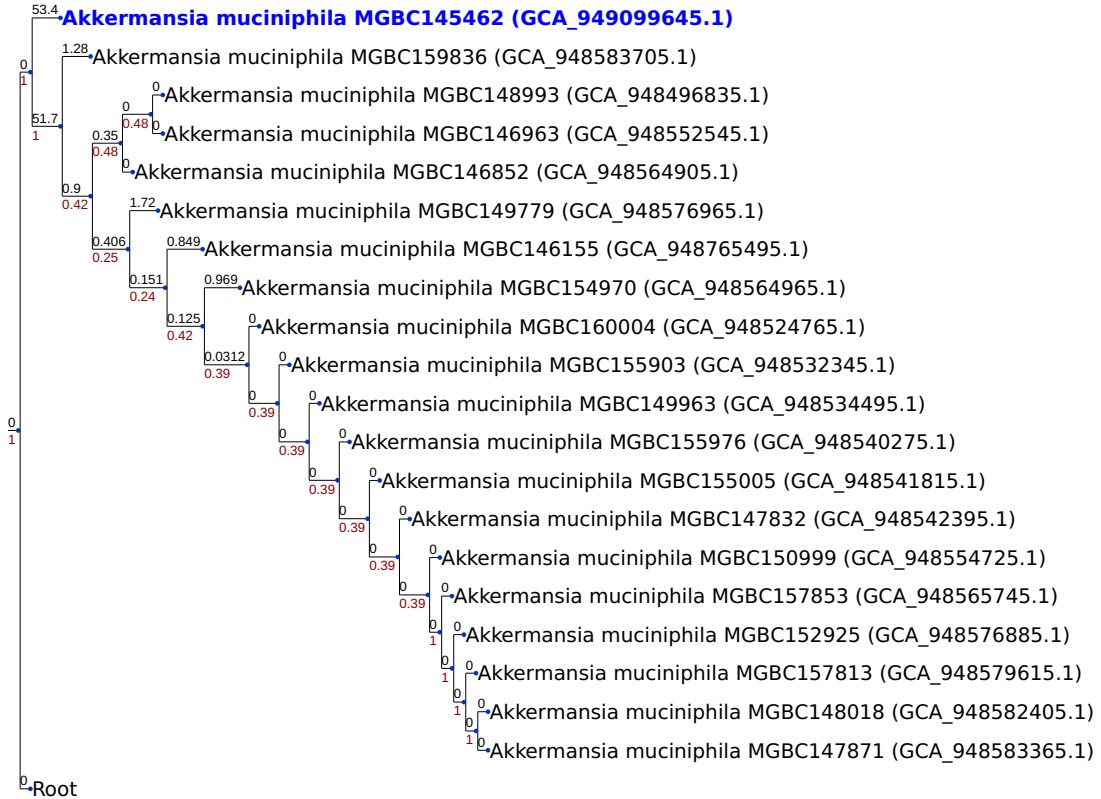 53.4 Akkermansia muciniphila MGBC145462 (GCA_949099645.1)
1.28 Akkermansia muciniphila MGBC159836 (GCA_948583705.1)
0
1
0 Akkermansia muciniphila MGBC148993 (GCA_948496835.1)
0
0.48
51.7
1
0 Akkermansia muciniphila MGBC146963 (GCA_948552545.1)
0.35
0.48
0 Akkermansia muciniphila MGBC146852 (GCA_948564905.1)
0.9
0.42
1.72 Akkermansia muciniphila MGBC149779 (GCA_948576965.1)
0.406
0.25
0.849 Akkermansia muciniphila MGBC146155 (GCA_948765495.1)
0.151
0.24
0.969 Akkermansia muciniphila MGBC154970 (GCA_948564965.1)
0.125
0.42
0 Akkermansia muciniphila MGBC160004 (GCA_948524765.1)
0.0312
0.39
0 Akkermansia muciniphila MGBC155903 (GCA_948532345.1)
0
0.39
0 Akkermansia muciniphila MGBC149963 (GCA_948534495.1)
0
1
0
0.39
0 Akkermansia muciniphila MGBC155976 (GCA_948540275.1)
0
0.39
0 Akkermansia muciniphila MGBC155005 (GCA_948541815.1)
0
0.39
0 Akkermansia muciniphila MGBC147832 (GCA_948542395.1)
0
0.39
0 Akkermansia muciniphila MGBC150999 (GCA_948554725.1)
0
0.39
0 Akkermansia muciniphila MGBC157853 (GCA_948565745.1)
0
1
0 Akkermansia muciniphila MGBC152925 (GCA_948576885.1)
0
1
0 Akkermansia muciniphila MGBC157813 (GCA_948579615.1)
0
1
0 Akkermansia muciniphila MGBC148018 (GCA_948582405.1)
0
1
0 Akkermansia muciniphila MGBC147871 (GCA_948583365.1)
0 Root